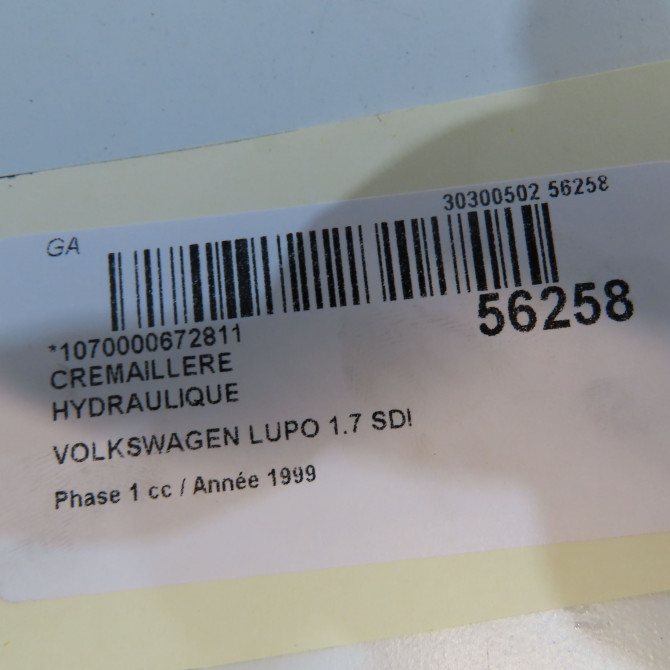 30300502 56258
GA
56258
*1070000672811
CREMAILLERE
HYDRAULIQUE
VOLKSWAGEN LUPO 1.7 SDI
Phase 1 cc / Année 1999